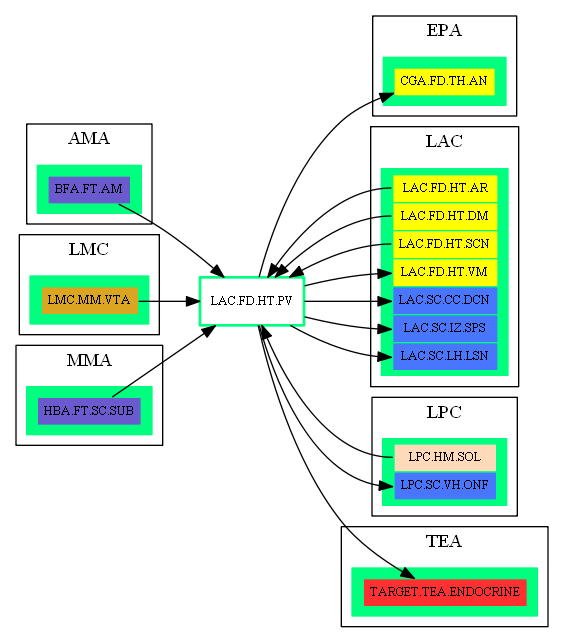 AMA
BFA.FT.AM
LMC
LMC.MM.VTA
MMA
HBA.FT.SC.SUB
LAC.FD.HT.PV
EPA
CGA.FD.TH.AN
LAC
LAC.FD.HT.AR
LAC.FD.HT.DM
LAC.FD.HT.SCN
LAC.FD.HT.VM
LAC.SC.CC.DCN
LAC.SC.IZ.SPS
LAC.SC.LH.LSN
LPC
LPC.HM.SOL
LPC.SC.VH.ONF
TEA
TARGET.TEA.ENDOCRINE